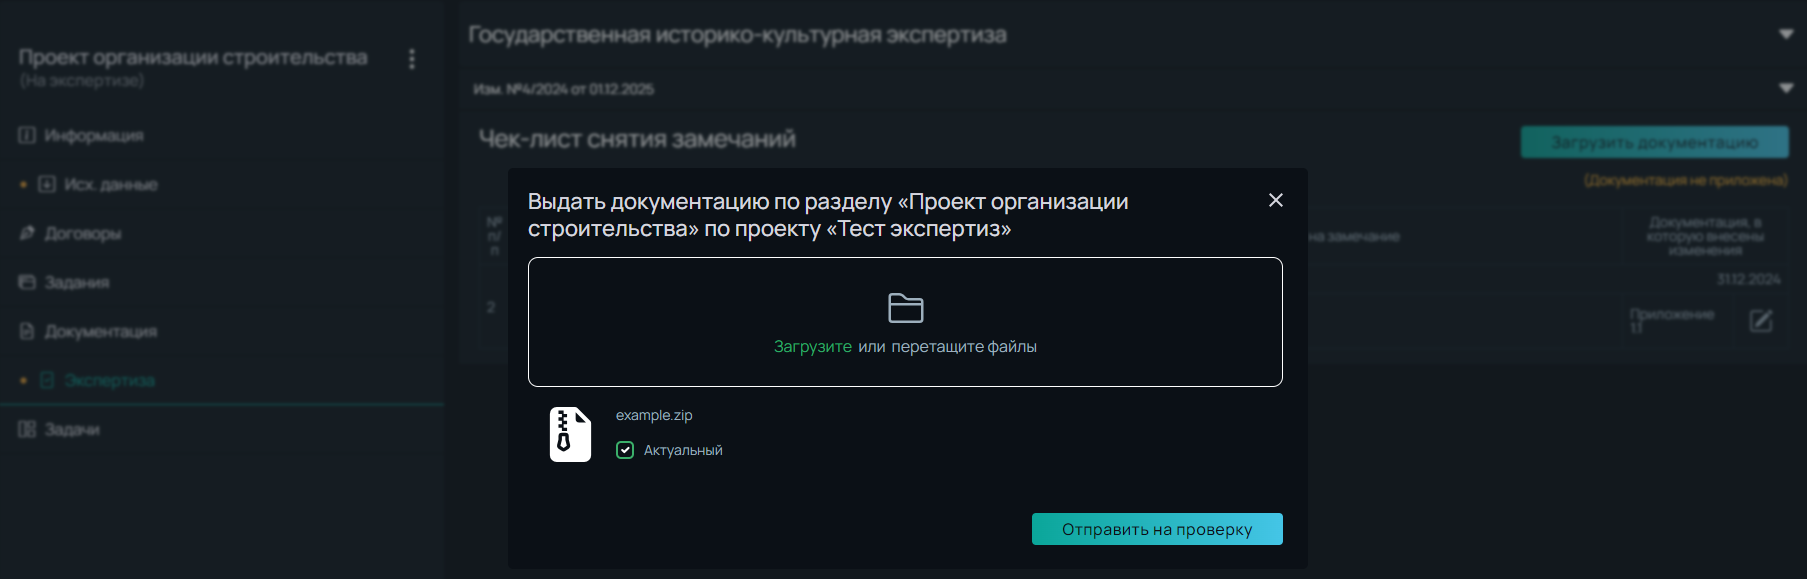 Проект организации строительства
(На экспертизе)
Информация
Исх. данные
Договоры
Задания
Документация
Экспертиза
Задачи
Государственная историко-культурная экспертиза
Изм. №4/2024 от 01.12.2025
Чек-лист снятия замечаний
Загрузить документацию
(Документация не приложена)
№
п/
п
на замечание
Документация, в
которую внесены
изменения
31.12.2024
2
Приложение
1.1
Выдать документацию по разделу «Проект организации
строительства» по проекту «Тест экспертиз»
Загрузите или перетащите файлы
example.zip
Актуальный
Отправить на проверку